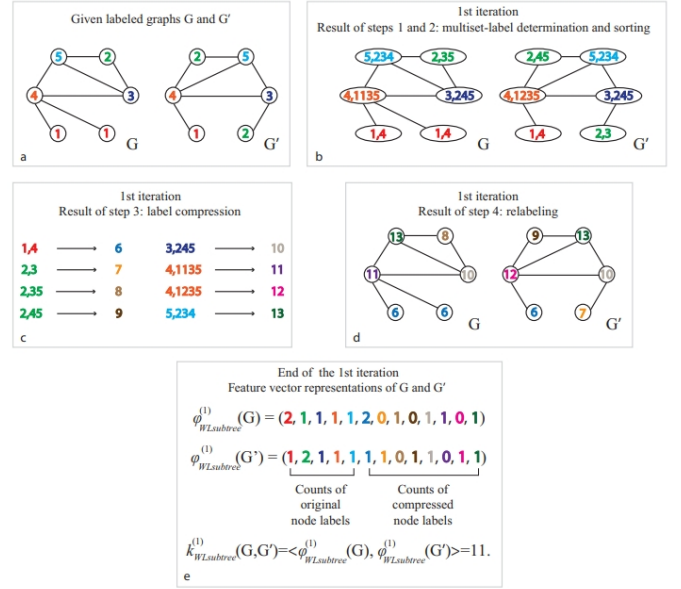 Given labeled graphs G and G′
5 2 2 5
4 3 4 3
1 1 1 2
G G′
a
1st iteration
Result of steps 1 and 2: multiset-label determination and sorting
5,234 2,35 2,45 5,234
4,1135 3,245 4,1235 3,245
1,4 1,4 1,4 2,3
G G′
b
1st iteration
Result of step 3: label compression
1,4 6 3,245 10
2,3 7 4,1135 11
2,35 8 4,1235 12
2,45 9 5,234 13
c
1st iteration
Result of step 4: relabeling
13 8 9 13
11 10 12 10
6 6 6 7
G G′
d
End of the 1st iteration
Feature vector representations of G and G′
φ(1)WLsubtree(G) = (2, 1, 1, 1, 1, 2, 0, 1, 0, 1, 1, 0, 1)
φ(1)WLsubtree(G’) = (1, 2, 1, 1, 1, 1, 1, 0, 1, 1, 0, 1, 1)
Counts of Counts of
original compressed
node labels node labels
k(1)WLsubtree(G,G′)=<φ(1)WLsubtree(G), φ(1)WLsubtree(G′)>=11.
e